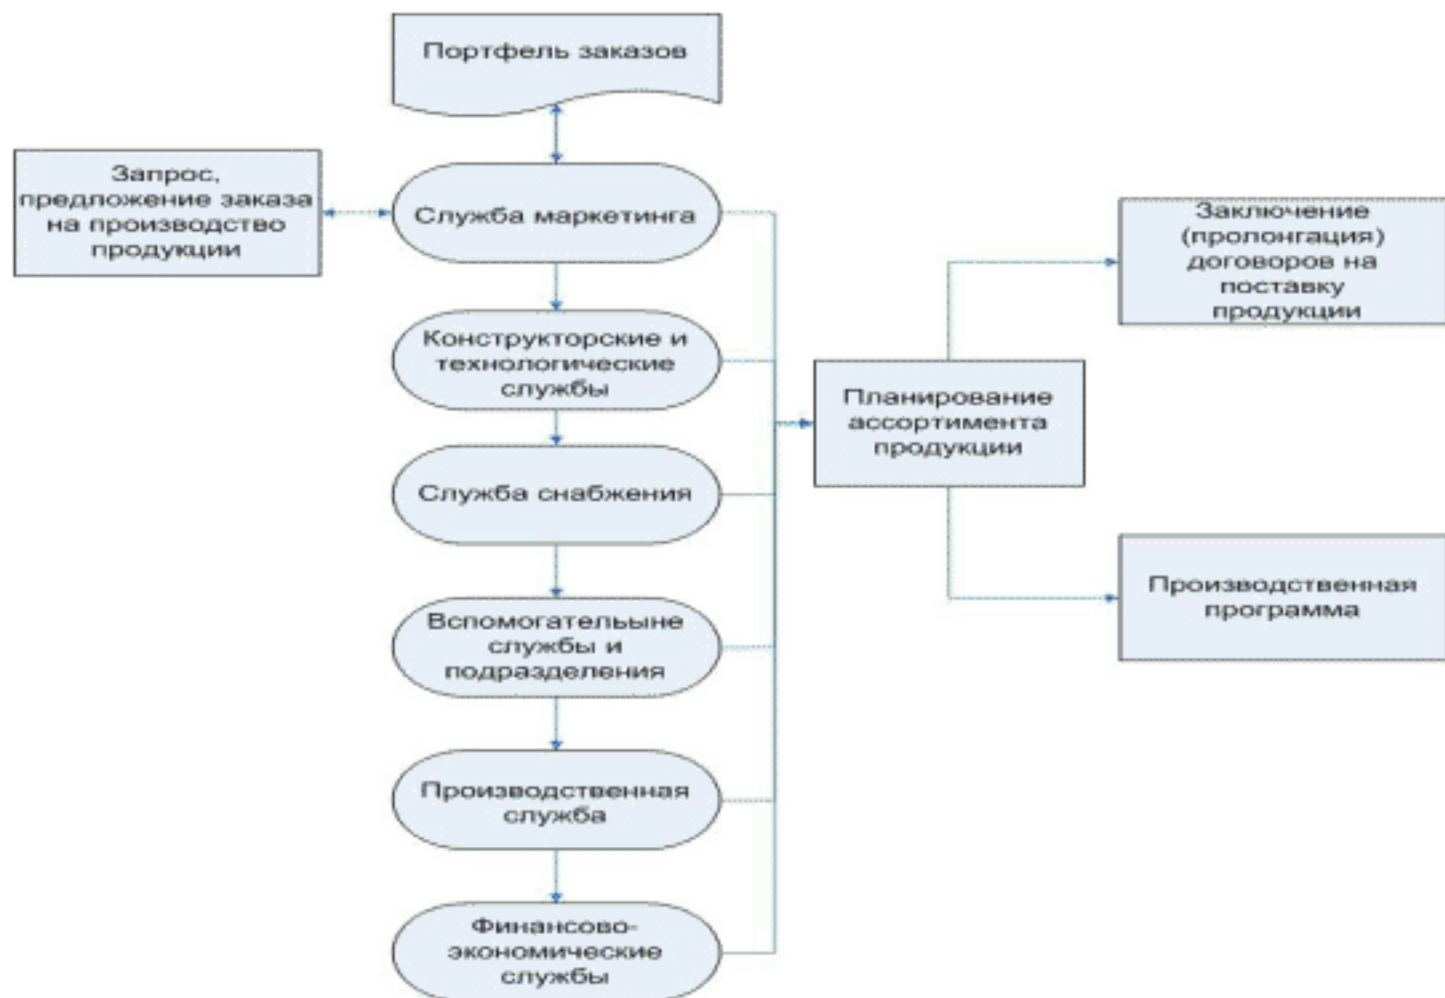 Портфель заказов
Запрос,
предложение заказа
на производство
продукции
Служба маркетинга
Конструкторские и
технологические
службы
Служба снабжения
Вспомогательыне
службы и
подразделения
Производственная
служба
Финансово-
экономические
службы
Планирование
ассортимента
продукции
Заключение
(пролонгация)
договоров на
поставку
продукции
Производственная
программа